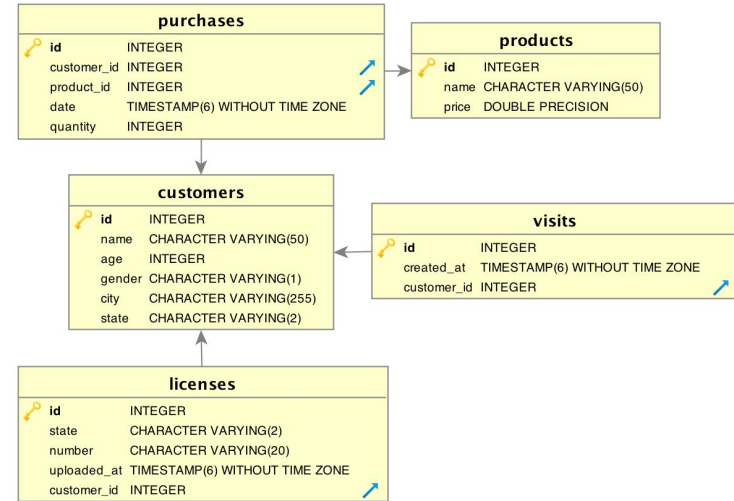 purchases
id INTEGER
customer_id INTEGER
product_id INTEGER
date TIMESTAMP(6) WITHOUT TIME ZONE
quantity INTEGER
products
id INTEGER
name CHARACTER VARYING(50)
price DOUBLE PRECISION
customers
id INTEGER
name CHARACTER VARYING(50)
age INTEGER
gender CHARACTER VARYING(1)
city CHARACTER VARYING(255)
state CHARACTER VARYING(2)
visits
id INTEGER
created_at TIMESTAMP(6) WITHOUT TIME ZONE
customer_id INTEGER
licenses
id INTEGER
state CHARACTER VARYING(2)
number CHARACTER VARYING(20)
uploaded_at TIMESTAMP(6) WITHOUT TIME ZONE
customer_id INTEGER